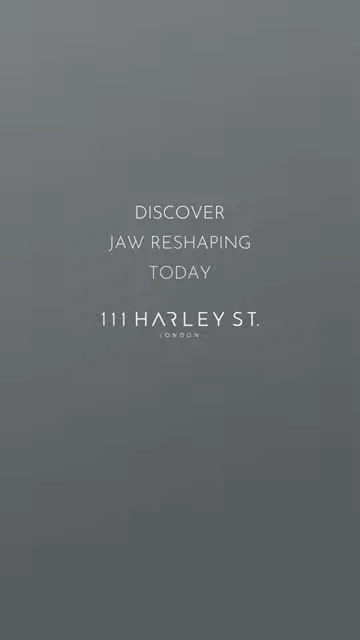 DISCOVER
JAW RESHAPING
TODAY
111 HARLEY ST.
LONDON